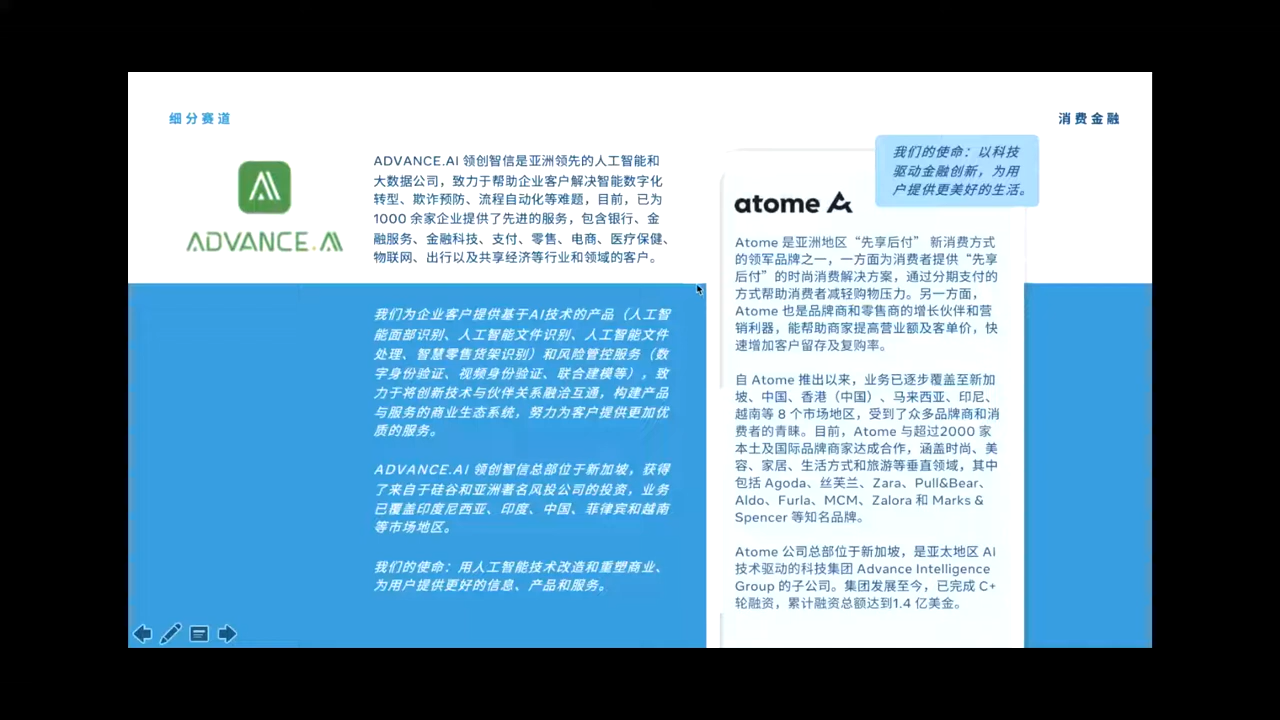 细分赛道
消费金融
ADVANCE.AI
ADVANCE.AI 领创智信是亚洲领先的人工智能和
大数据公司，致力于帮助企业客户解决智能数字化
转型、欺诈预防、流程自动化等难题，目前，已为
1000 余家企业提供了先进的服务，包含银行、金
融服务、金融科技、支付、零售、电商、医疗保健、
物联网、出行以及共享经济等行业和领域的客户。
我们为企业客户提供基于AI技术的产品（人工智
能面部识别、人工智能文件识别、人工智能文件
处理、智慧零售货架识别）和风险管控服务（数
字身份验证、视频身份验证、联合建模等），致
力于将创新技术与伙伴关系融洽互通，构建产品
与服务的商业生态系统，努力为客户提供更加优
质的服务。
ADVANCE.AI 领创智信总部位于新加坡，获得
了来自于硅谷和亚洲著名风投公司的投资，业务
已覆盖印度尼西亚、印度、中国、菲律宾和越南
等市场地区。
我们的使命：用人工智能技术改造和重塑商业、
为用户提供更好的信息、产品和服务。
我们的使命：以科技
驱动金融创新，为用
户提供更美好的生活。
atome
Atome 是亚洲地区“先享后付” 新消费方式
的领军品牌之一，一方面为消费者提供“先享
后付”的时尚消费解决方案，通过分期支付的
方式帮助消费者减轻购物压力。另一方面，
Atome 也是品牌商和零售商的增长伙伴和营
销利器，能帮助商家提高营业额及客单价，快
速增加客户留存及复购率。
自 Atome 推出以来，业务已逐步覆盖至新加
坡、中国、香港（中国）、马来西亚、印尼、
越南等 8 个市场地区，受到了众多品牌商和消
费者的青睐。目前，Atome 与超过2000 家
本土及国际品牌商家达成合作，涵盖时尚、美
容、家居、生活方式和旅游等垂直领域，其中
包括 Agoda、丝芙兰、Zara、Pull&Bear、
Aldo、Furla、MCM、Zalora 和 Marks &
Spencer 等知名品牌。
Atome 公司总部位于新加坡，是亚太地区 AI
技术驱动的科技集团 Advance Intelligence
Group 的子公司。集团发展至今，已完成 C+
轮融资，累计融资总额达到1.4 亿美金。